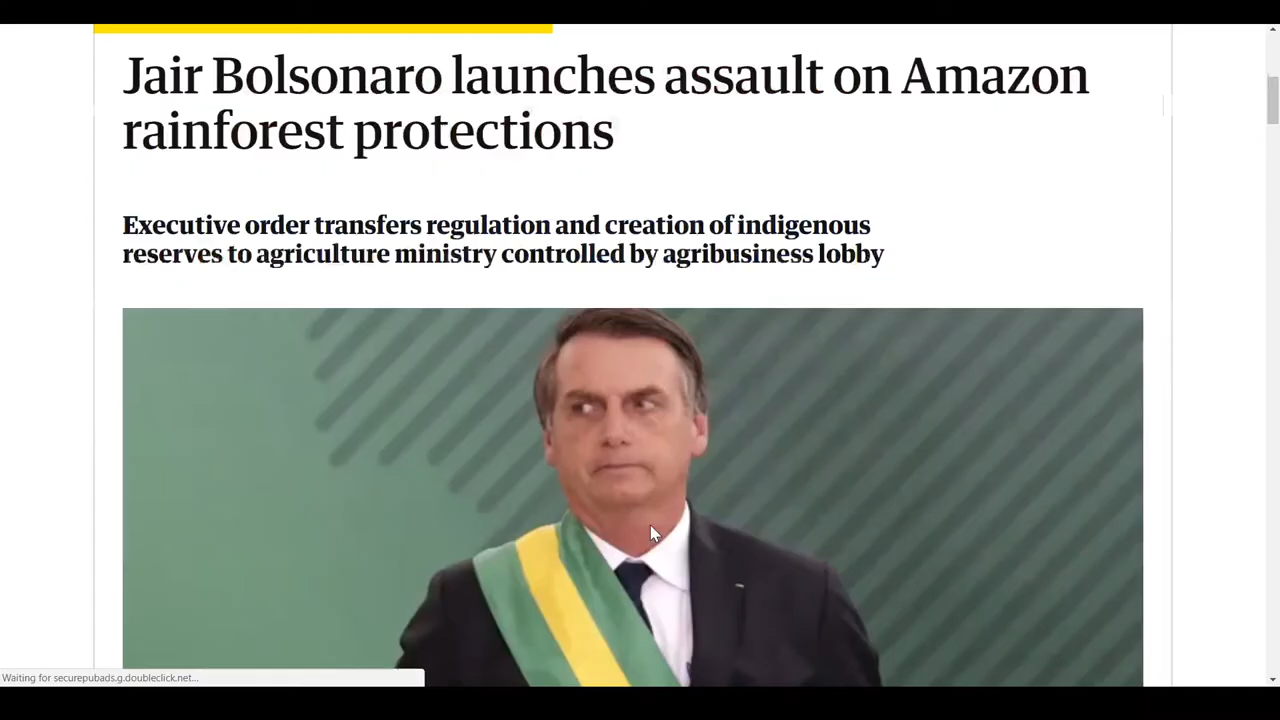 Jair Bolsonaro launches assault on Amazon
rainforest protections
Executive order transfers regulation and creation of indigenous
reserves to agriculture ministry controlled by agribusiness lobby
Waiting for securepubads.g.doubleclick.net...